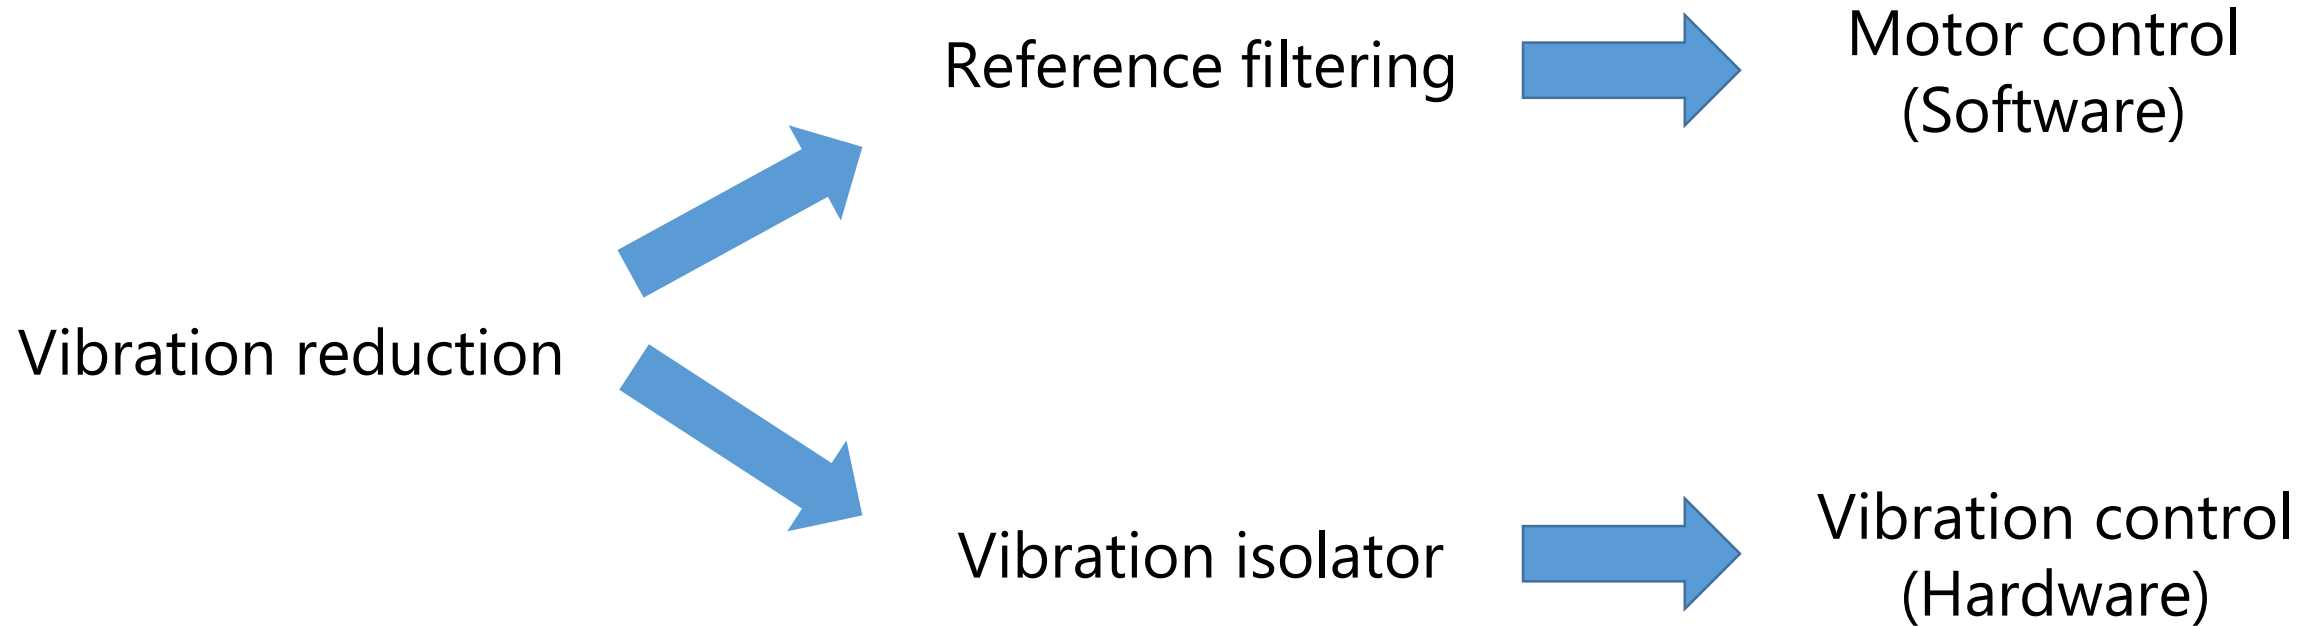 Reference filtering
Motor control
(Software)
Vibration reduction
Vibration isolator
Vibration control
(Hardware)